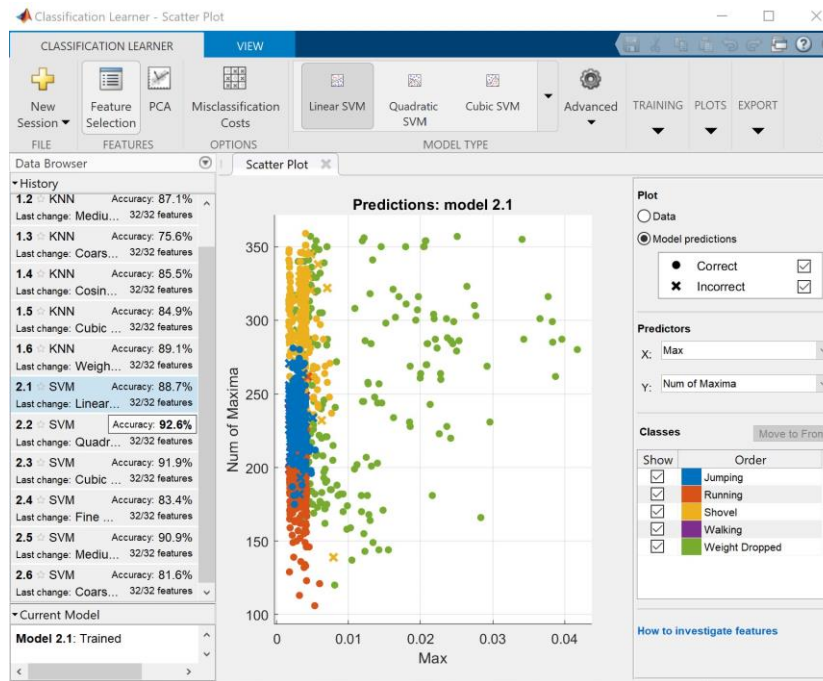 Classification Learner - Scatter Plot
CLASSIFICATION LEARNER VIEW
New Session
Feature Selection
PCA
Misclassification Costs
Linear SVM
Quadratic SVM
Cubic SVM
Advanced
TRAINING PLOTS EXPORT
FILE FEATURES OPTIONS MODEL TYPE
Data Browser
Scatter Plot
History
1.2 KNN Accuracy: 87.1%
Last change: Mediu... 32/32 features
1.3 KNN Accuracy: 75.6%
Last change: Coars... 32/32 features
1.4 KNN Accuracy: 85.5%
Last change: Cosin... 32/32 features
1.5 KNN Accuracy: 84.9%
Last change: Cubic ... 32/32 features
1.6 KNN Accuracy: 89.1%
Last change: Weigh... 32/32 features
2.1 SVM Accuracy: 88.7%
Last change: Linear... 32/32 features
2.2 SVM Accuracy: 92.6%
Last change: Quadr... 32/32 features
2.3 SVM Accuracy: 91.9%
Last change: Cubic ... 32/32 features
2.4 SVM Accuracy: 83.4%
Last change: Fine ... 32/32 features
2.5 SVM Accuracy: 90.9%
Last change: Mediu... 32/32 features
2.6 SVM Accuracy: 81.6%
Last change: Coars... 32/32 features
Current Model
Model 2.1: Trained
Predictions: model 2.1
350
300
250
200
150
100
Num of Maxima
0 0.01 0.02 0.03 0.04
Max
Plot
Data
Model predictions
Correct
Incorrect
Predictors
X: Max
Y: Num of Maxima
Classes Move to Fron
Show Order
Jumping
Running
Shovel
Walking
Weight Dropped
How to investigate features